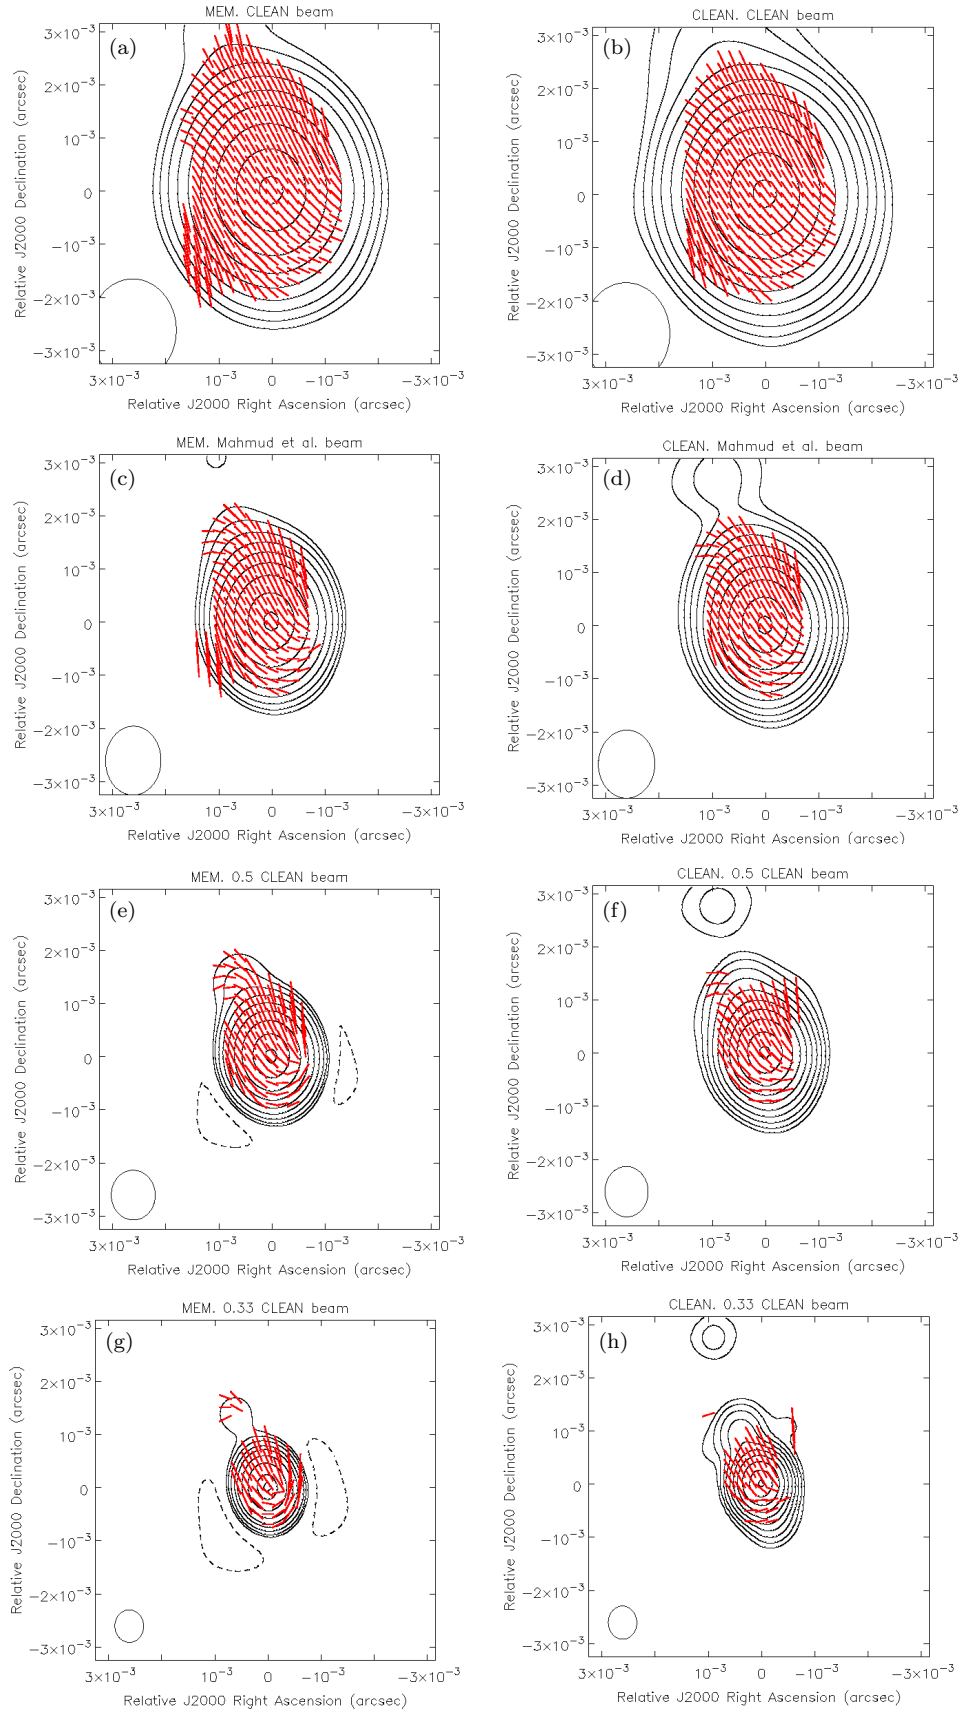 MEM. CLEAN beam
(a)
Relative J2000 Declination (arcsec)
3×10⁻³
2×10⁻³
10⁻³
0
−10⁻³
−2×10⁻³
−3×10⁻³
3×10⁻³ 10⁻³ 0 −10⁻³ −3×10⁻³
Relative J2000 Right Ascension (arcsec)
CLEAN. CLEAN beam
(b)
Relative J2000 Declination (arcsec)
3×10⁻³
2×10⁻³
10⁻³
0
−10⁻³
−2×10⁻³
−3×10⁻³
3×10⁻³ 10⁻³ 0 −10⁻³ −3×10⁻³
Relative J2000 Right Ascension (arcsec)
MEM. Mahmud et al. beam
(c)
Relative J2000 Declination (arcsec)
3×10⁻³
2×10⁻³
10⁻³
0
−10⁻³
−2×10⁻³
−3×10⁻³
3×10⁻³ 10⁻³ 0 −10⁻³ −3×10⁻³
Relative J2000 Right Ascension (arcsec)
CLEAN. Mahmud et al. beam
(d)
Relative J2000 Declination (arcsec)
3×10⁻³
2×10⁻³
10⁻³
0
−10⁻³
−2×10⁻³
−3×10⁻³
3×10⁻³ 10⁻³ 0 −10⁻³ −3×10⁻³
Relative J2000 Right Ascension (arcsec)
MEM. 0.5 CLEAN beam
(e)
Relative J2000 Declination (arcsec)
3×10⁻³
2×10⁻³
10⁻³
0
−10⁻³
−2×10⁻³
−3×10⁻³
3×10⁻³ 10⁻³ 0 −10⁻³ −3×10⁻³
Relative J2000 Right Ascension (arcsec)
CLEAN. 0.5 CLEAN beam
(f)
Relative J2000 Declination (arcsec)
3×10⁻³
2×10⁻³
10⁻³
0
−10⁻³
−2×10⁻³
−3×10⁻³
3×10⁻³ 10⁻³ 0 −10⁻³ −3×10⁻³
Relative J2000 Right Ascension (arcsec)
MEM. 0.33 CLEAN beam
(g)
Relative J2000 Declination (arcsec)
3×10⁻³
2×10⁻³
10⁻³
0
−10⁻³
−2×10⁻³
−3×10⁻³
3×10⁻³ 10⁻³ 0 −10⁻³ −3×10⁻³
Relative J2000 Right Ascension (arcsec)
CLEAN. 0.33 CLEAN beam
(h)
Relative J2000 Declination (arcsec)
3×10⁻³
2×10⁻³
10⁻³
0
−10⁻³
−2×10⁻³
−3×10⁻³
3×10⁻³ 10⁻³ 0 −10⁻³ −3×10⁻³
Relative J2000 Right Ascension (arcsec)